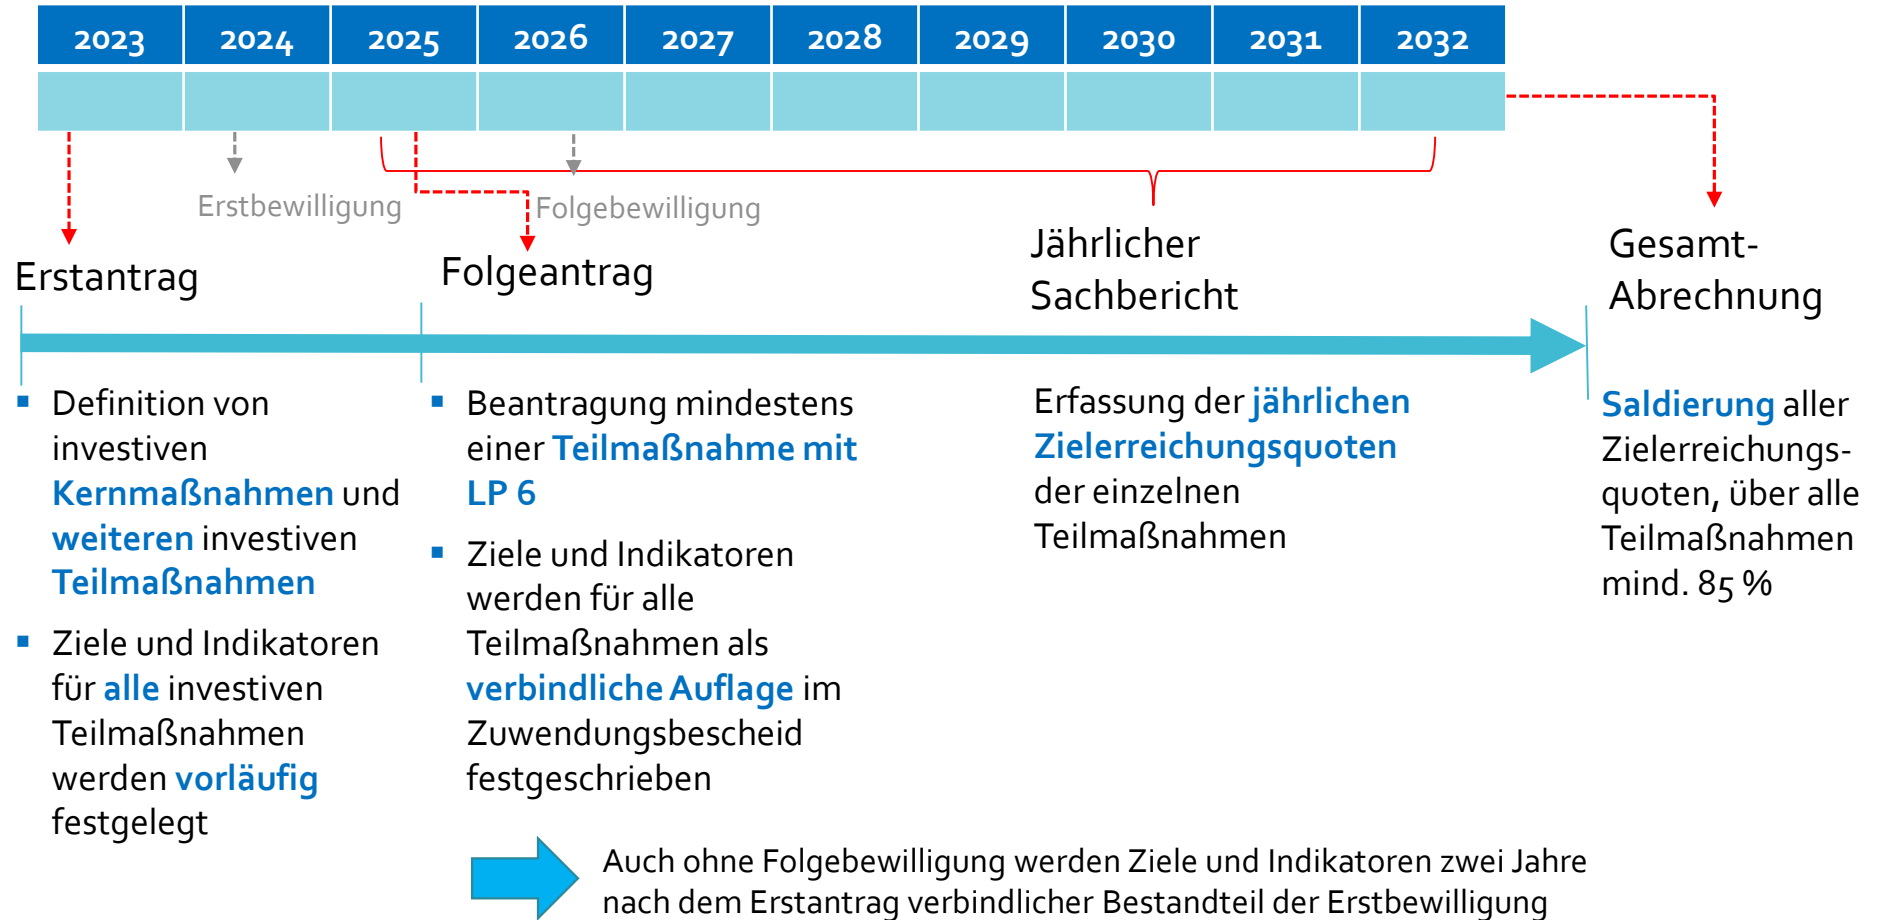 2023 2024 2025 2026 2027 2028 2029 2030 2031 2032
Erstbewilligung
Folgebewilligung
Erstantrag
Folgeantrag
Jährlicher
Sachbericht
Gesamt-
Abrechnung
▪ Definition von
investiven
Kernmaßnahmen und
weiteren investiven
Teilmaßnahmen
▪ Ziele und Indikatoren
für alle investiven
Teilmaßnahmen
werden vorläufig
festgelegt
▪ Beantragung mindestens
einer Teilmaßnahme mit
LP 6
▪ Ziele und Indikatoren
werden für alle
Teilmaßnahmen als
verbindliche Auflage im
Zuwendungsbescheid
festgeschrieben
Erfassung der jährlichen
Zielerreichungsquoten
der einzelnen
Teilmaßnahmen
Saldierung aller
Zielerreichungs-
quoten, über alle
Teilmaßnahmen
mind. 85 %
Auch ohne Folgebewilligung werden Ziele und Indikatoren zwei Jahre
nach dem Erstantrag verbindlicher Bestandteil der Erstbewilligung